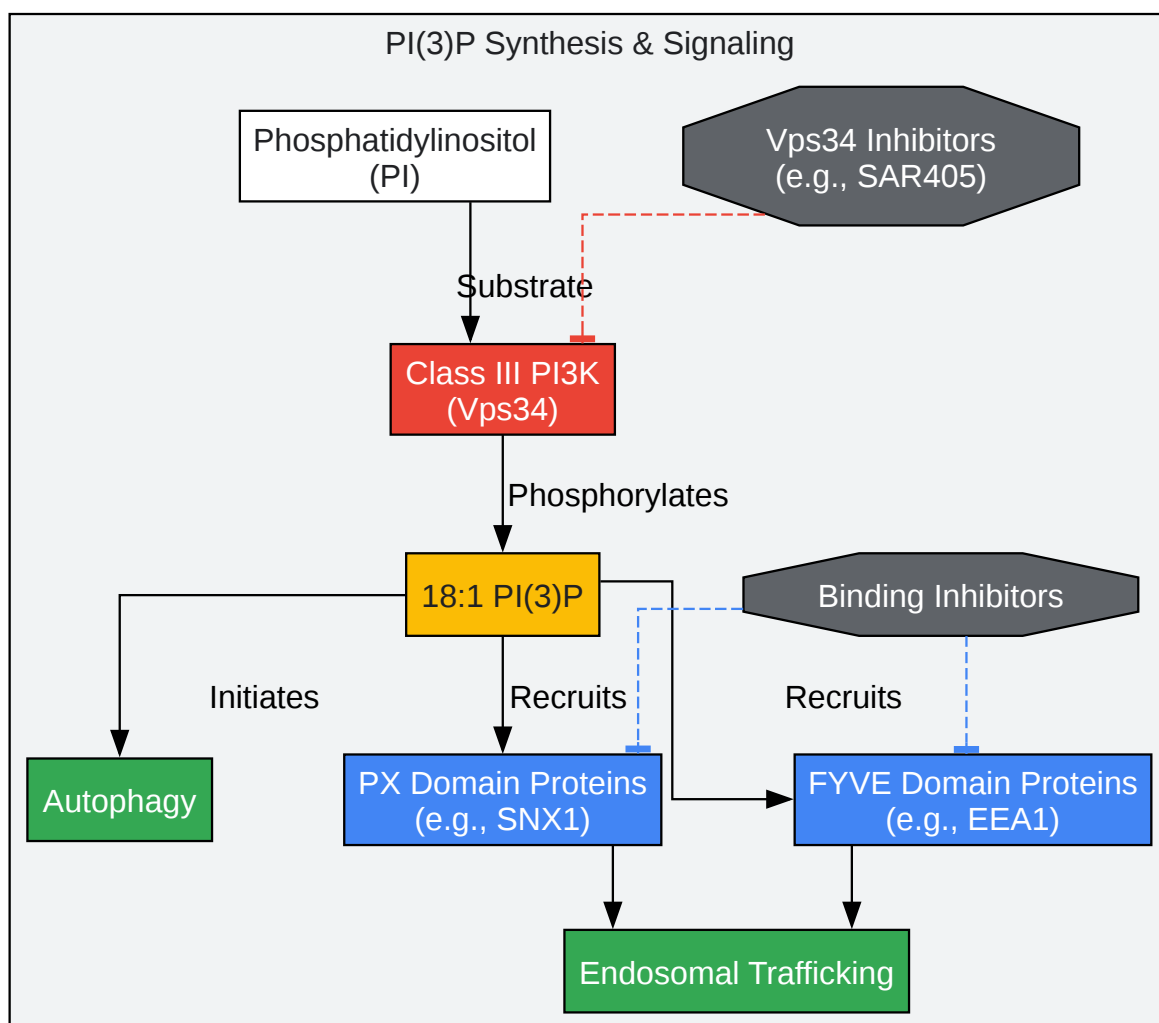 PI(3)P Synthesis & Signaling
Phosphatidylinositol
(PI)
Vps34 Inhibitors
(e.g., SAR405)
Substrate
Class III PI3K
(Vps34)
Phosphorylates
18:1 PI(3)P
Binding Inhibitors
Initiates
Recruits
Recruits
Autophagy
PX Domain Proteins
(e.g., SNX1)
FYVE Domain Proteins
(e.g., EEA1)
Endosomal Trafficking